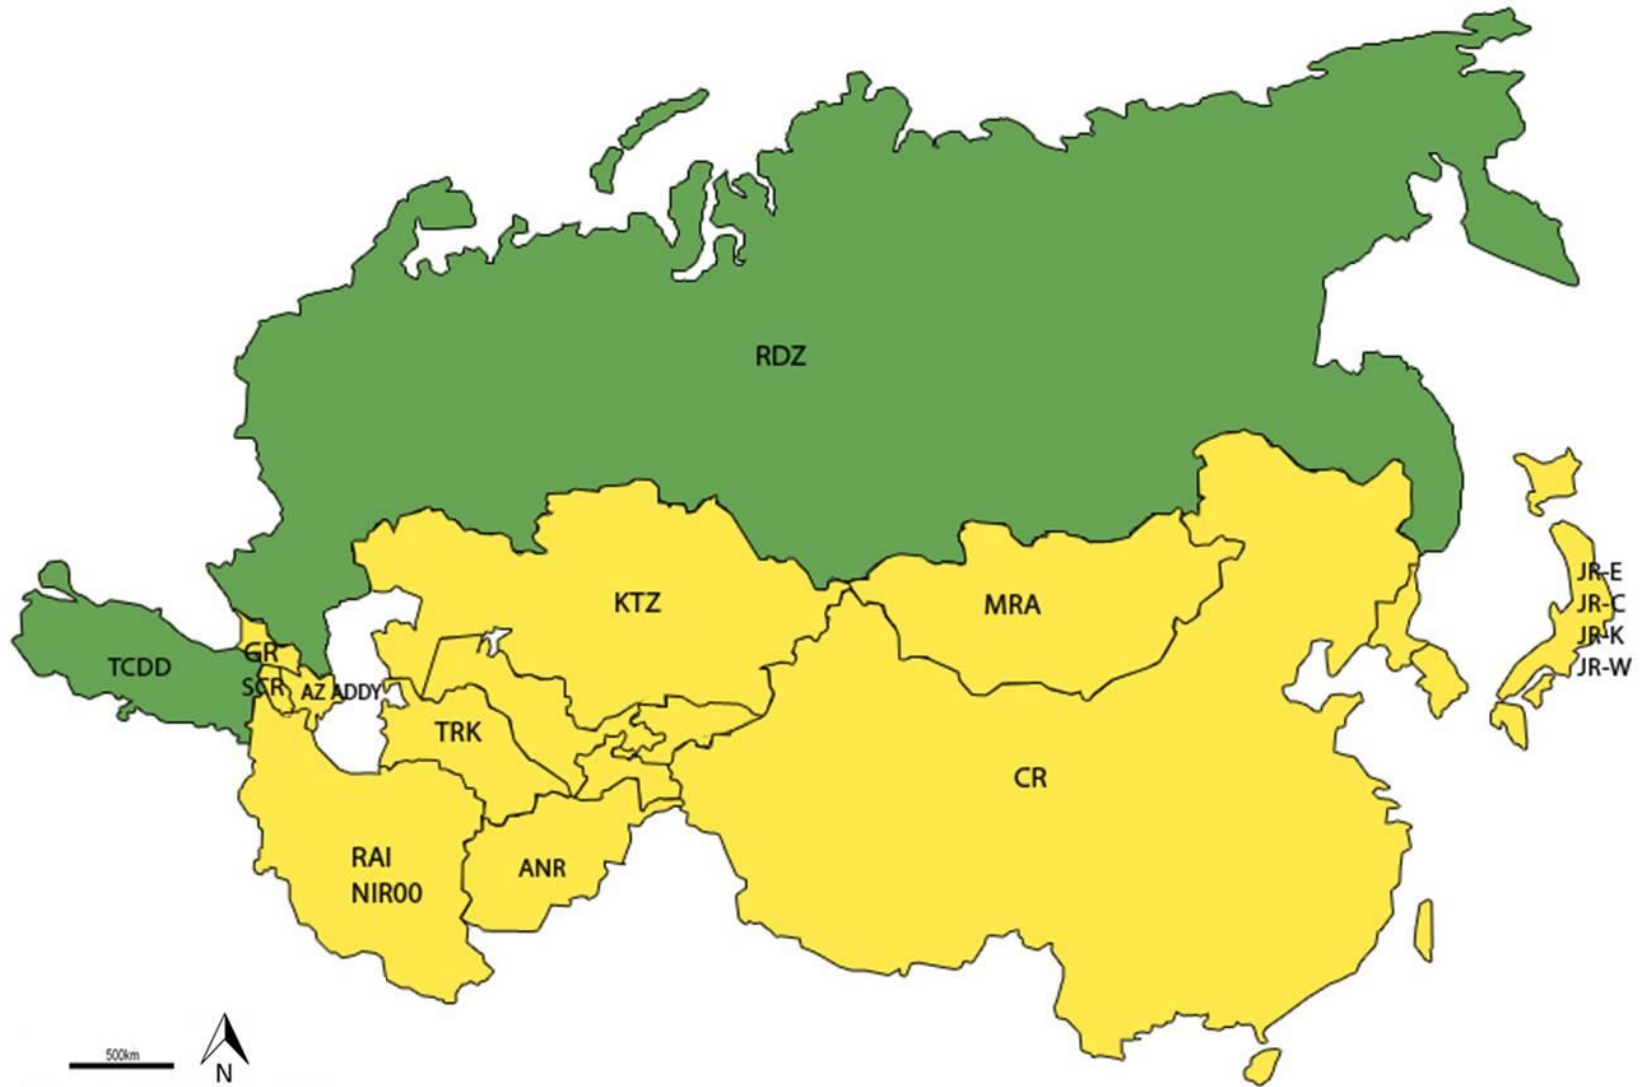 RDZ
JR-E
JR-C
JR-K
JR-W
KTZ
MRA
GR
TCDD
SCR
AZ ADDY
TRK
CR
RAI
NIR00
ANR
500km
N